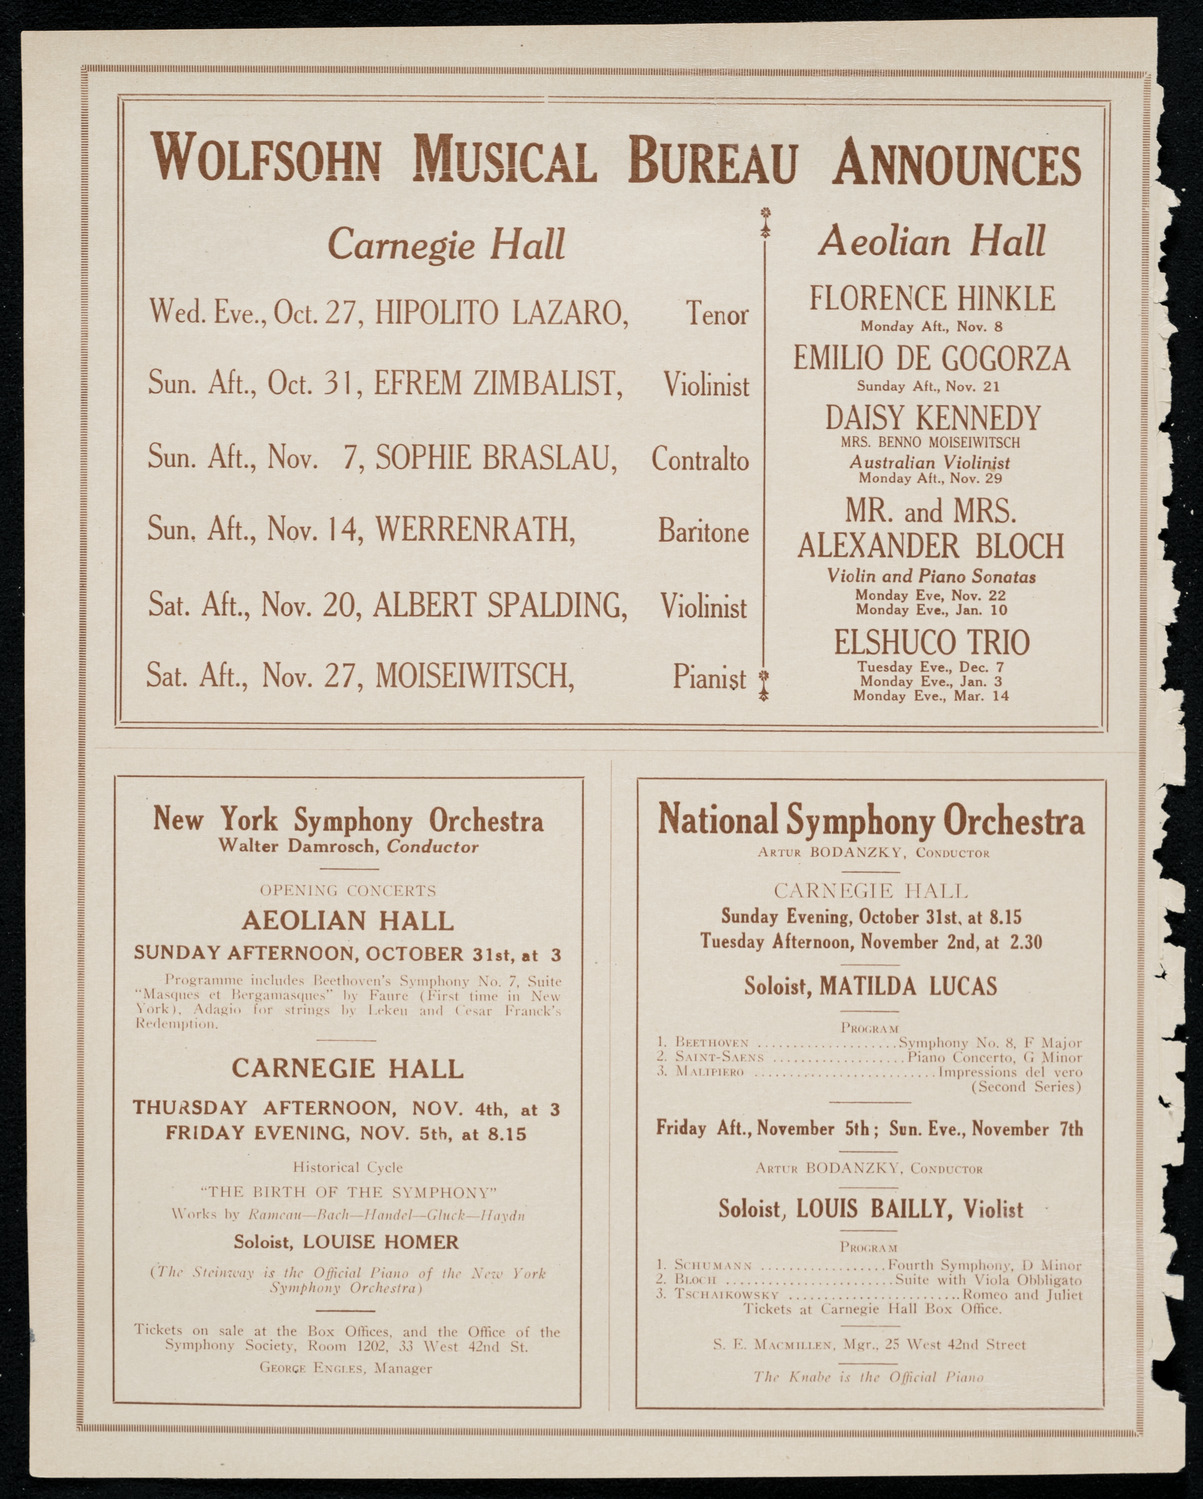 WOLFSOHN MUSICAL BUREAU ANNOUNCES
Carnegie Hall
Wed. Eve., Oct. 27, HIPOLITO LAZARO, Tenor
Sun. Aft., Oct. 31, EFREM ZIMBALIST, Violinist
Sun. Aft., Nov. 7, SOPHIE BRASLAU, Contralto
Sun. Aft., Nov. 14, WERRENRATH, Baritone
Sat. Aft., Nov. 20, ALBERT SPALDING, Violinist
Sat. Aft., Nov. 27, MOISEIWITSCH, Pianist
Aeolian Hall
FLORENCE HINKLE
Monday Aft., Nov. 8
EMILIO DE GOGORZA
Sunday Aft., Nov. 21
DAISY KENNEDY
MRS. BENNO MOISEIWITSCH
Australian Violinist
Monday Aft., Nov. 29
MR. and MRS.
ALEXANDER BLOCH
Violin and Piano Sonatas
Monday Eve, Nov. 22
Monday Eve., Jan. 10
ELSHUCO TRIO
Tuesday Eve., Dec. 7
Monday Eve., Jan. 3
Monday Eve., Mar. 14
New York Symphony Orchestra
Walter Damrosch, Conductor
OPENING CONCERTS
AEOLIAN HALL
SUNDAY AFTERNOON, OCTOBER 31st, at 3
Programme includes Beethoven's Symphony No. 7, Suite
"Masques et Bergamasques" by Faure (First time in New
York), Adagio for strings by Lekeu and Cesar Franck's
Redemption.
CARNEGIE HALL
THURSDAY AFTERNOON, NOV. 4th, at 3
FRIDAY EVENING, NOV. 5th, at 8.15
Historical Cycle
"THE BIRTH OF THE SYMPHONY"
Works by Rameau—Bach—Handel—Gluck—Haydn
Soloist, LOUISE HOMER
(The Steinway is the Official Piano of the New York
Symphony Orchestra)
Tickets on sale at the Box Offices, and the Office of the
Symphony Society, Room 1202, 33 West 42nd St.
GEORGE ENGLES, Manager
National Symphony Orchestra
ARTUR BODANZKY, CONDUCTOR
CARNEGIE HALL
Sunday Evening, October 31st, at 8.15
Tuesday Afternoon, November 2nd, at 2.30
Soloist, MATILDA LUCAS
PROGRAM
1. BEETHOVEN ....................Symphony No. 8, F Major
2. SAINT-SAENS ...................Piano Concerto, G Minor
3. MALIPIERO ..........................Impressions del vero
(Second Series)
Friday Aft., November 5th; Sun. Eve., November 7th
ARTUR BODANZKY, CONDUCTOR
Soloist, LOUIS BAILLY, Violist
PROGRAM
1. SCHUMANN ..................Fourth Symphony, D Minor
2. BLOCH ........................Suite with Viola Obbligato
3. TSCHAIKOWSKY ........................Romeo and Juliet
Tickets at Carnegie Hall Box Office.
S. E. MACMILLEN, Mgr., 25 West 42nd Street
The Knabe is the Official Piano